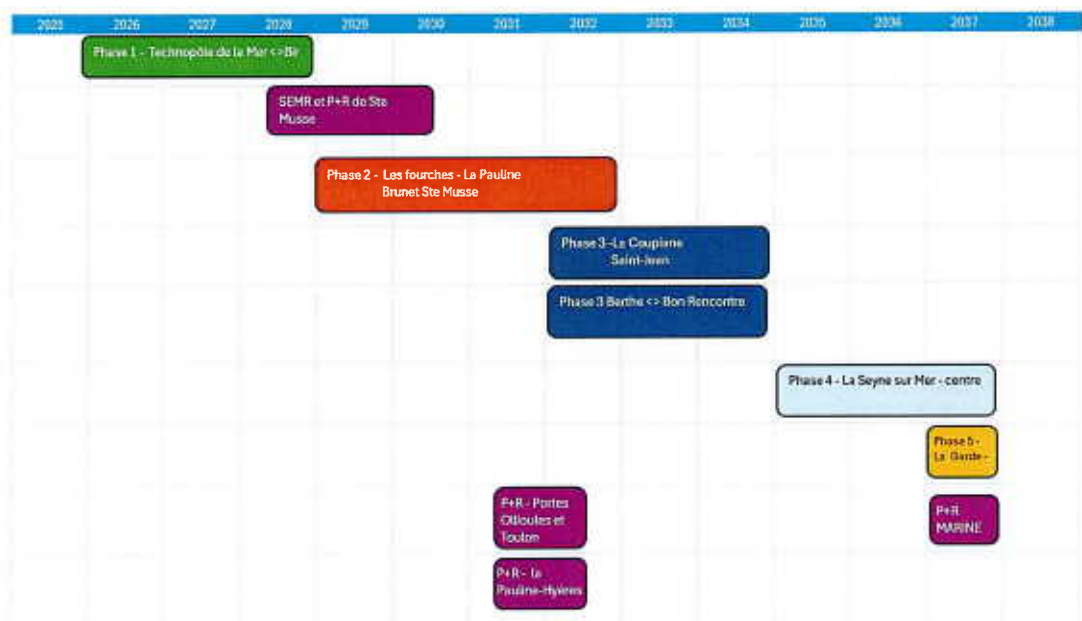 2025 2026 2027 2028 2029 2030 2031 2032 2033 2034 2035 2036 2037 2038
Phase 1 - Technopôle de la Mer <> Bir
SEMR et P+R de Ste
Musse
Phase 2 - Les fourches - La Pauline
Brunet Ste Musse
Phase 3 - La Coupiane
Saint-Jean
Phase 3 Berthe <> Bon Rencontre
Phase 4 - La Seyne sur Mer - centre
Phase 5 -
La Garde -
P+R - Portes
Ollioules et
Toulon
P+R
MARINE
P+R - la
Pauline-Hyères